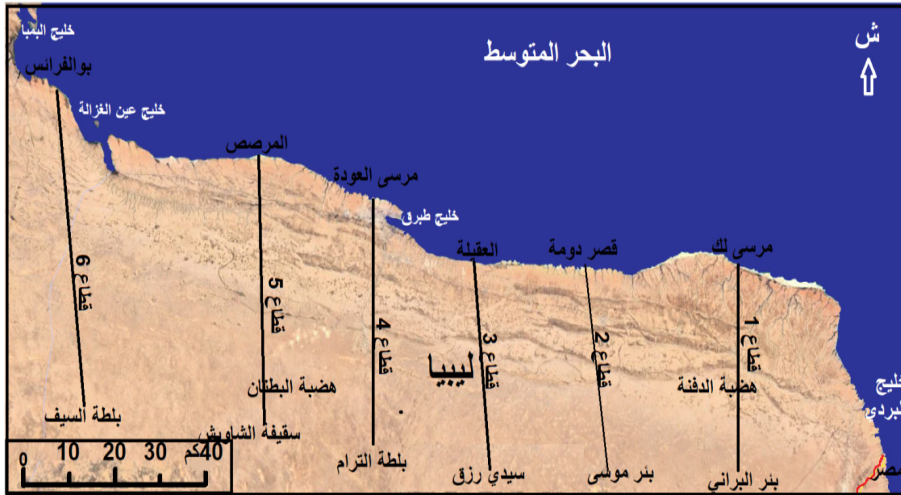 خليج البمبا
البحر المتوسط
ش
بوالفرائس
خليج عين الغزالة
المرصص
مرسى العودة
خليج طبرق
العقيلة
قصر دومة
مرسى لك
قطاع 6
قطاع 5
قطاع 4
قطاع 3
قطاع 2
قطاع 1
ليبيا
هضبة البطنان
هضبة الدفنة
خليج
البردي
بلطة السيف
سقيفة الشاويش
بلطة الترام
سيدي رزق
بئر موسى
بئر البراني
مصر
0 10 20 30 40كم